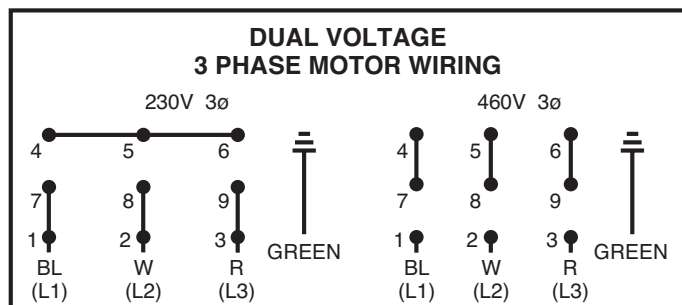 DUAL VOLTAGE
3 PHASE MOTOR WIRING
230V 3ø
4 5 6
7 8 9
1 2 3
GREEN
BL W R
(L1) (L2) (L3)
460V 3ø
4 5 6
7 8 9
1 2 3
GREEN
BL W R
(L1) (L2) (L3)